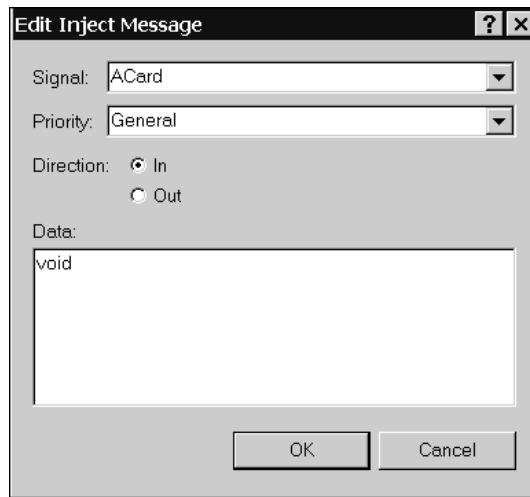 Edit Inject Message
Signal: ACard
Priority: General
Direction: In
Out
Data:
void
OK Cancel